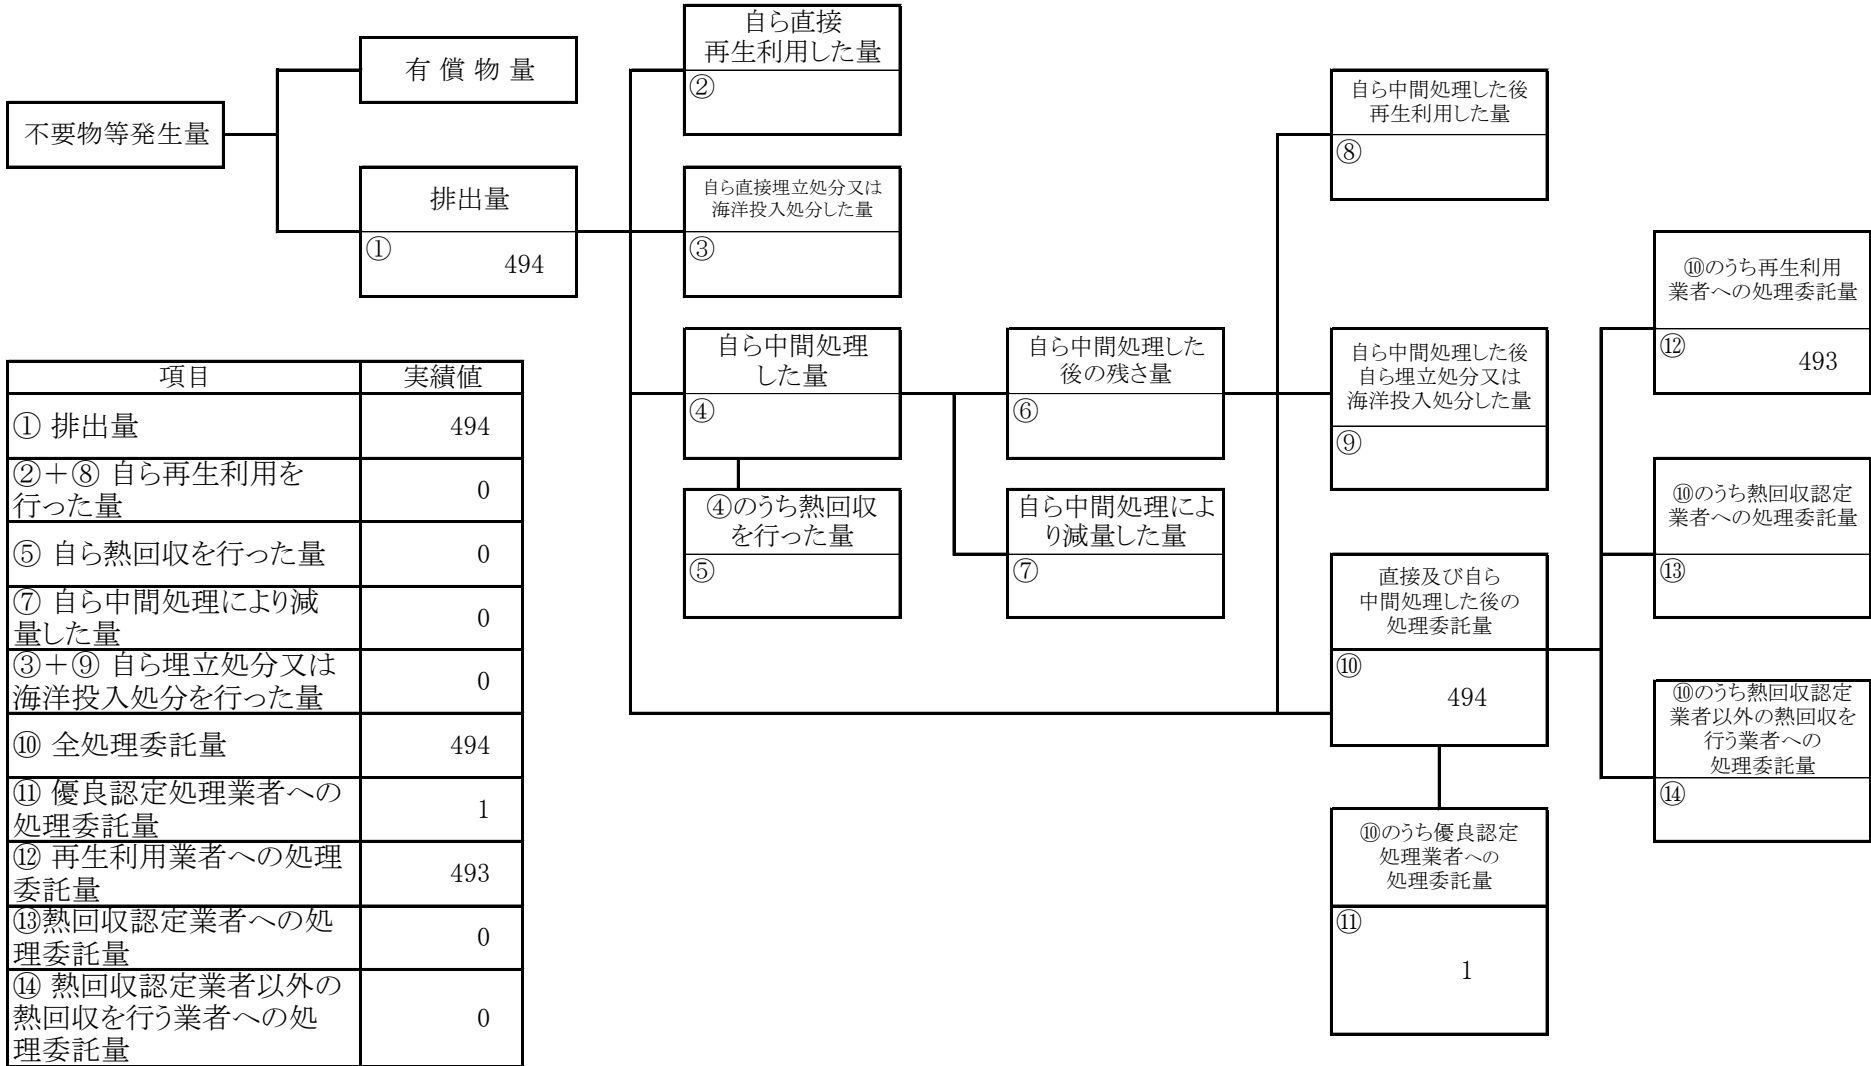 不要物等発生量
有 償 物 量
排出量
①
494
自ら直接
再生利用した量
②
自ら直接埋立処分又は
海洋投入処分した量
③
自ら中間処理
した量
④
④のうち熱回収
を行った量
⑤
自ら中間処理した
後の残さ量
⑥
自ら中間処理によ
り減量した量
⑦
自ら中間処理した後
再生利用した量
⑧
自ら中間処理した後
自ら埋立処分又は
海洋投入処分した量
⑨
直接及び自ら
中間処理した後の
処理委託量
⑩
494
⑩のうち優良認定
処理業者への
処理委託量
⑪
1
⑩のうち再生利用
業者への処理委託量
⑫
493
⑩のうち熱回収認定
業者への処理委託量
⑬
⑩のうち熱回収認定
業者以外の熱回収を
行う業者への
処理委託量
⑭
項目 実績値
① 排出量 494
②+⑧ 自ら再生利用を
行った量 0
⑤ 自ら熱回収を行った量 0
⑦ 自ら中間処理により減
量した量 0
③+⑨ 自ら埋立処分又は
海洋投入処分を行った量 0
⑩ 全処理委託量 494
⑪ 優良認定処理業者への
処理委託量 1
⑫ 再生利用業者への処理
委託量 493
⑬熱回収認定業者への処
理委託量 0
⑭ 熱回収認定業者以外の
熱回収を行う業者への処
理委託量 0